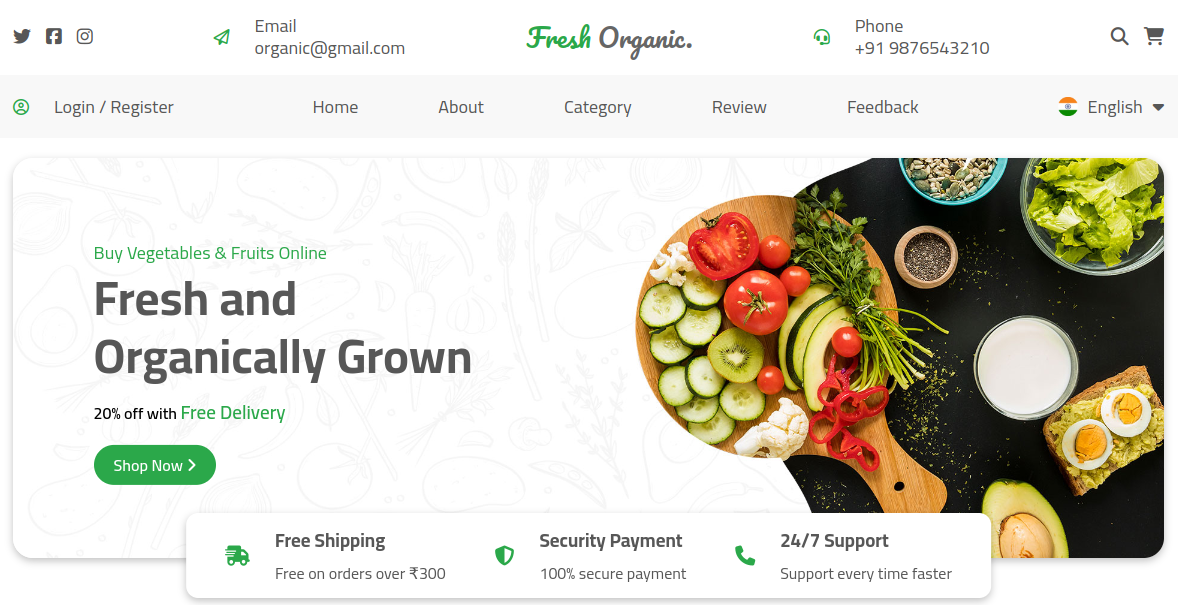 Email
organic@gmail.com
Fresh Organic.
Phone
+91 9876543210
Login / Register
Home
About
Category
Review
Feedback
English
Buy Vegetables & Fruits Online
Fresh and
Organically Grown
20% off with Free Delivery
Shop Now
Free Shipping
Free on orders over ₹300
Security Payment
100% secure payment
24/7 Support
Support every time faster